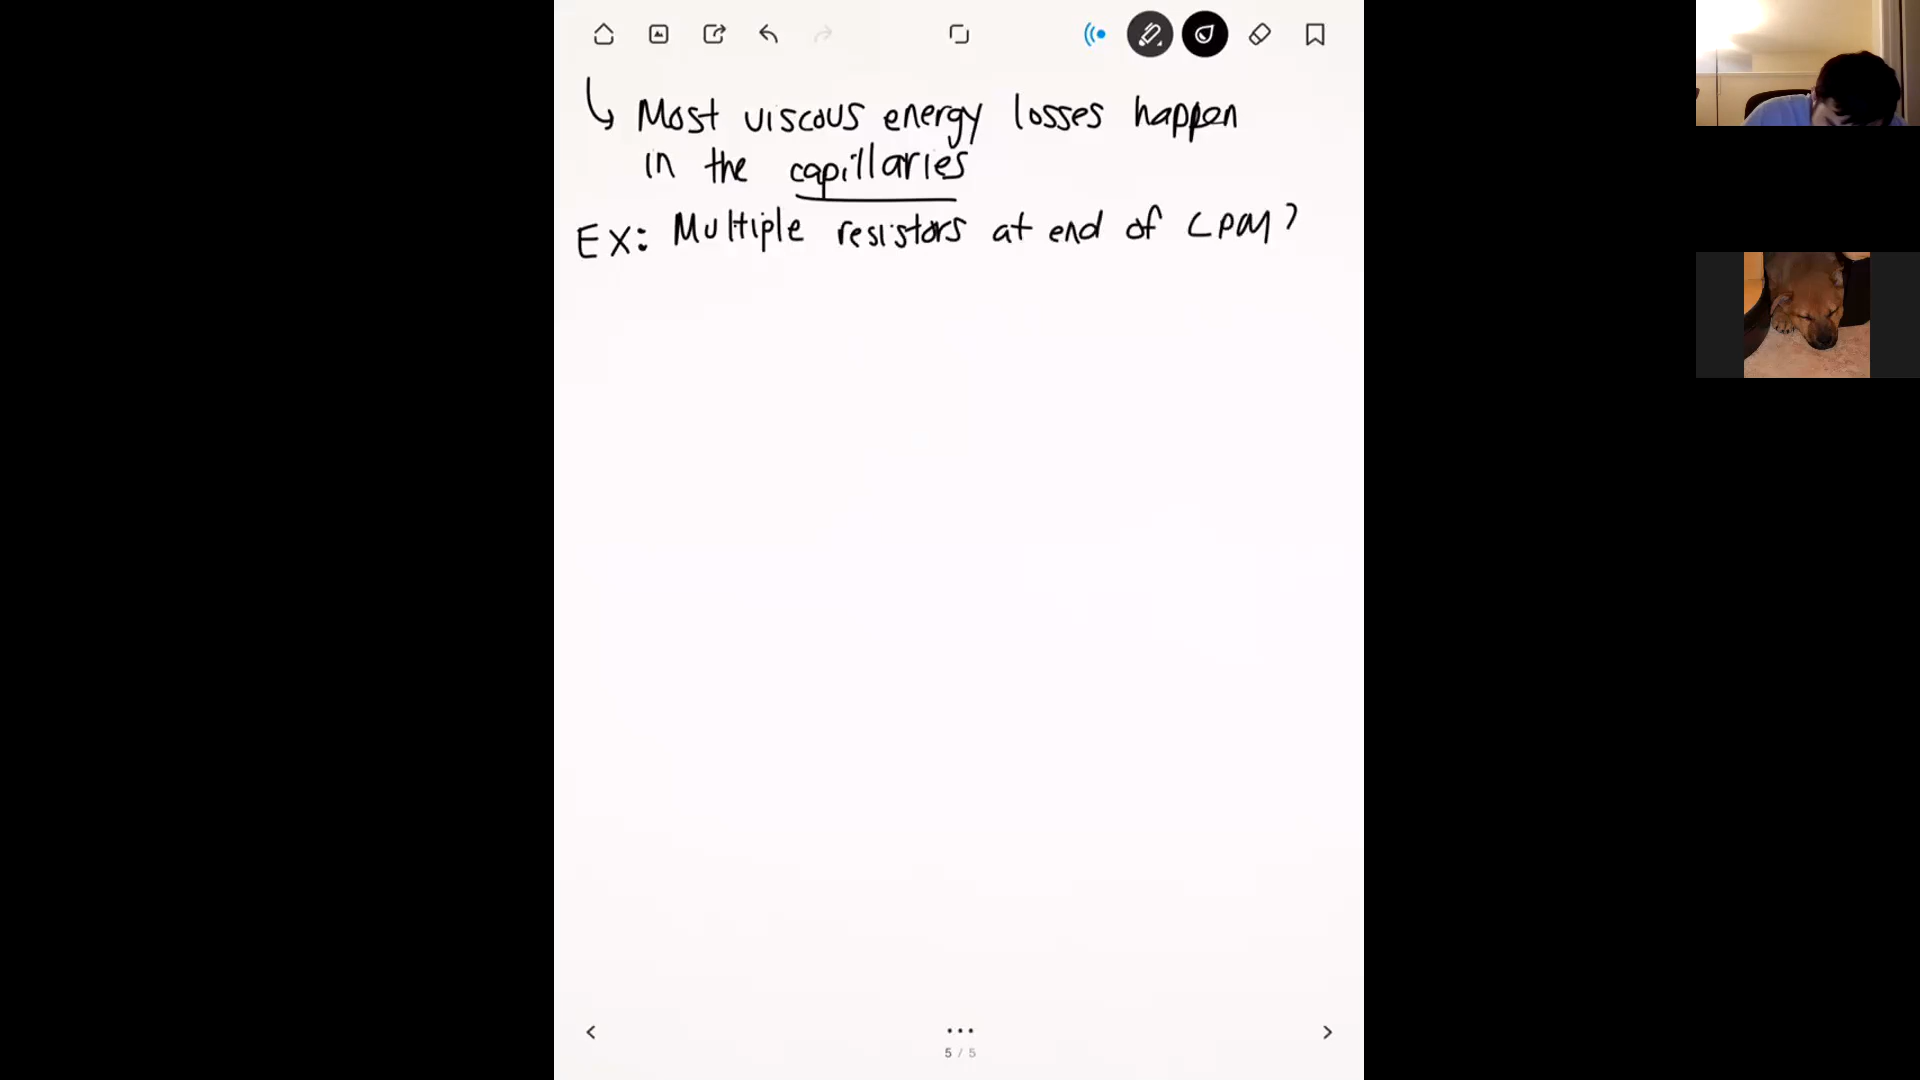 Most viscous energy losses happen
in the capillaries
EX: Multiple resistors at end of CPM?
5 / 5